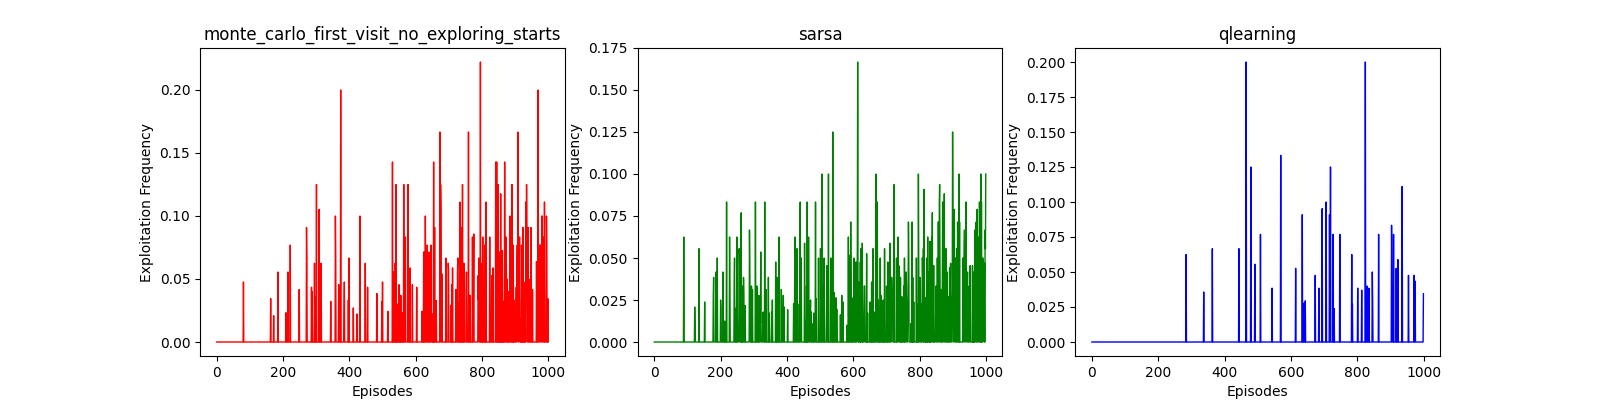 monte_carlo_first_visit_no_exploring_starts
Exploitation Frequency
0.20
0.15
0.10
0.05
0.00
0 200 400 600 800 1000
Episodes
sarsa
Exploitation Frequency
0.175
0.150
0.125
0.100
0.075
0.050
0.025
0.000
0 200 400 600 800 1000
Episodes
qlearning
Exploitation Frequency
0.200
0.175
0.150
0.125
0.100
0.075
0.050
0.025
0.000
0 200 400 600 800 1000
Episodes